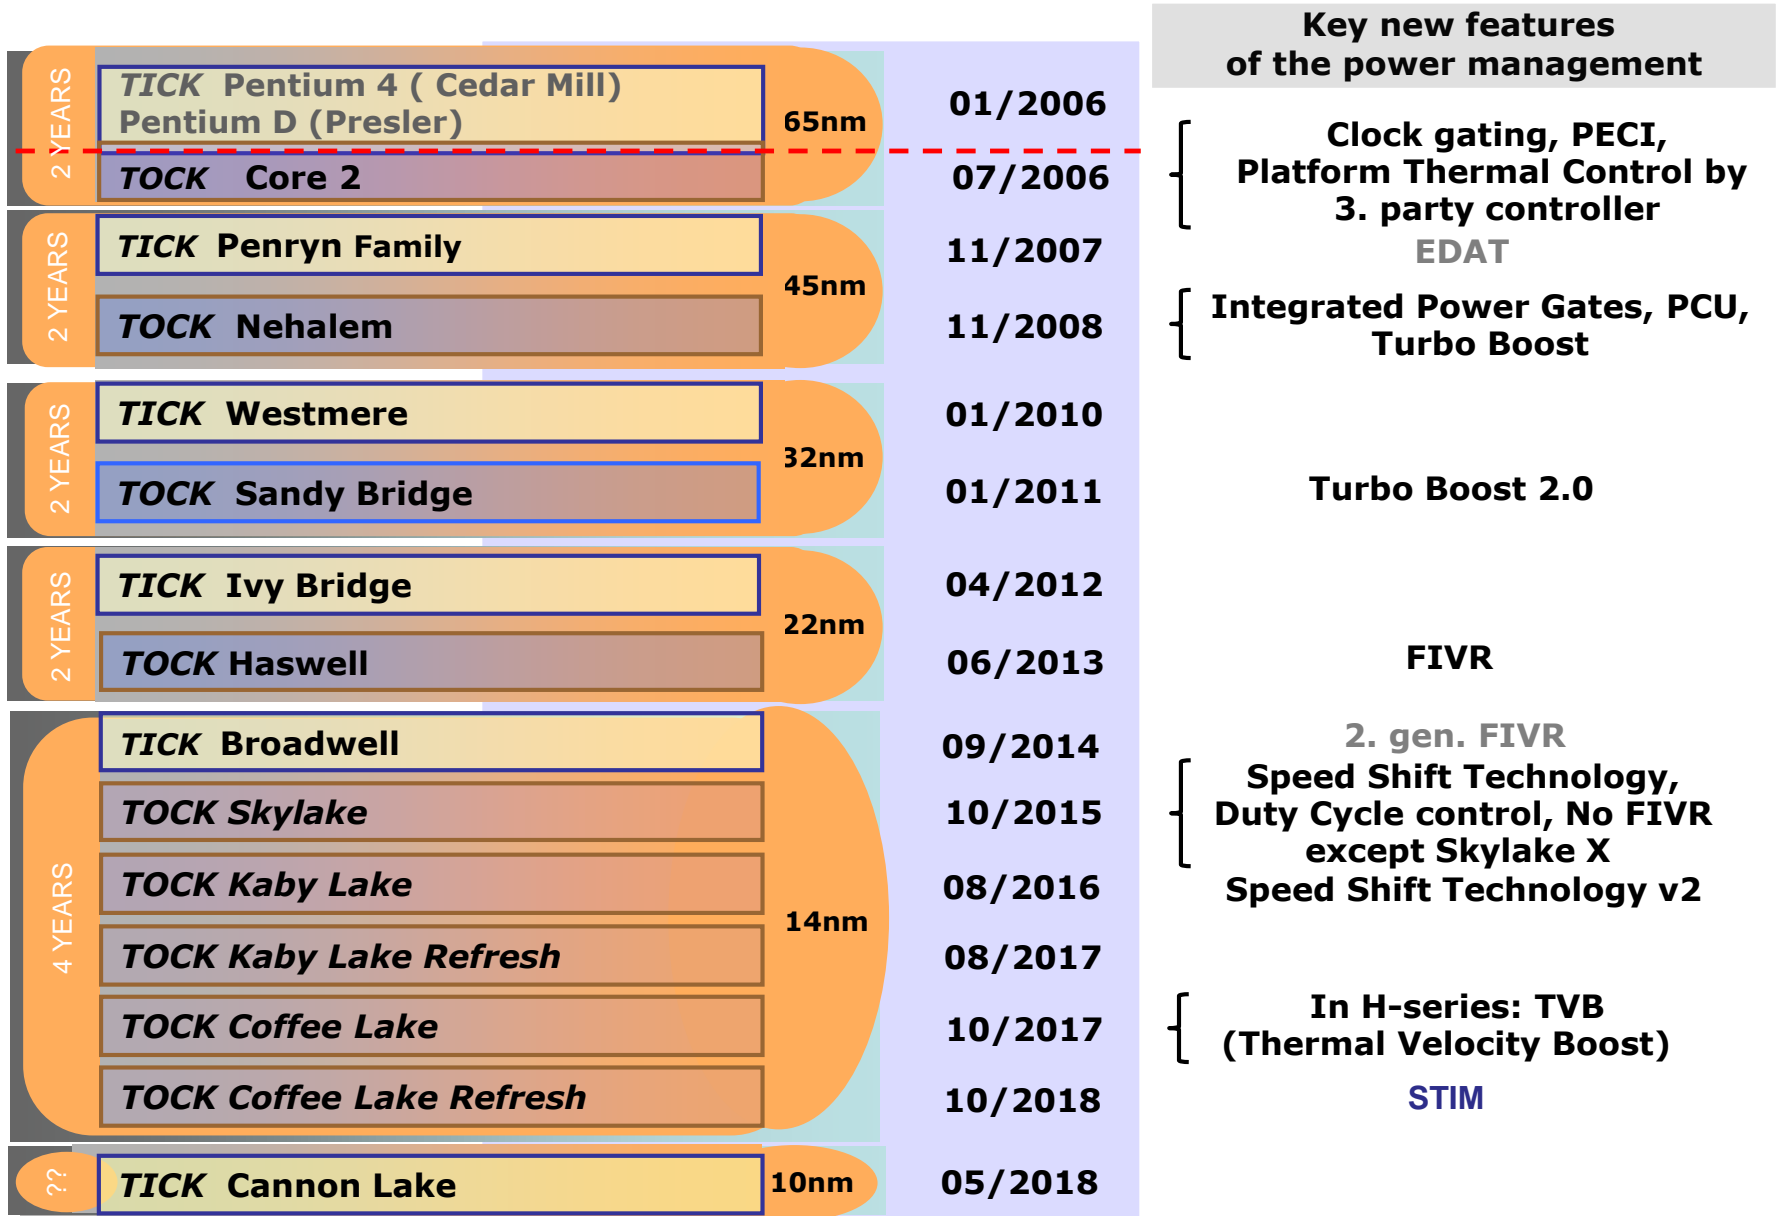 Key new features
of the power management
2 YEARS
TICK Pentium 4 ( Cedar Mill)
Pentium D (Presler)
65nm
01/2006
TOCK Core 2
07/2006
Clock gating, PECI,
Platform Thermal Control by
3. party controller
2 YEARS
TICK Penryn Family
45nm
11/2007
EDAT
TOCK Nehalem
11/2008
Integrated Power Gates, PCU,
Turbo Boost
2 YEARS
TICK Westmere
32nm
01/2010
TOCK Sandy Bridge
01/2011
Turbo Boost 2.0
2 YEARS
TICK Ivy Bridge
22nm
04/2012
TOCK Haswell
06/2013
FIVR
4 YEARS
TICK Broadwell
14nm
09/2014
2. gen. FIVR
TOCK Skylake
10/2015
Speed Shift Technology,
Duty Cycle control, No FIVR
except Skylake X
TOCK Kaby Lake
08/2016
Speed Shift Technology v2
TOCK Kaby Lake Refresh
08/2017
TOCK Coffee Lake
10/2017
In H-series: TVB
(Thermal Velocity Boost)
TOCK Coffee Lake Refresh
10/2018
STIM
??
TICK Cannon Lake
10nm
05/2018